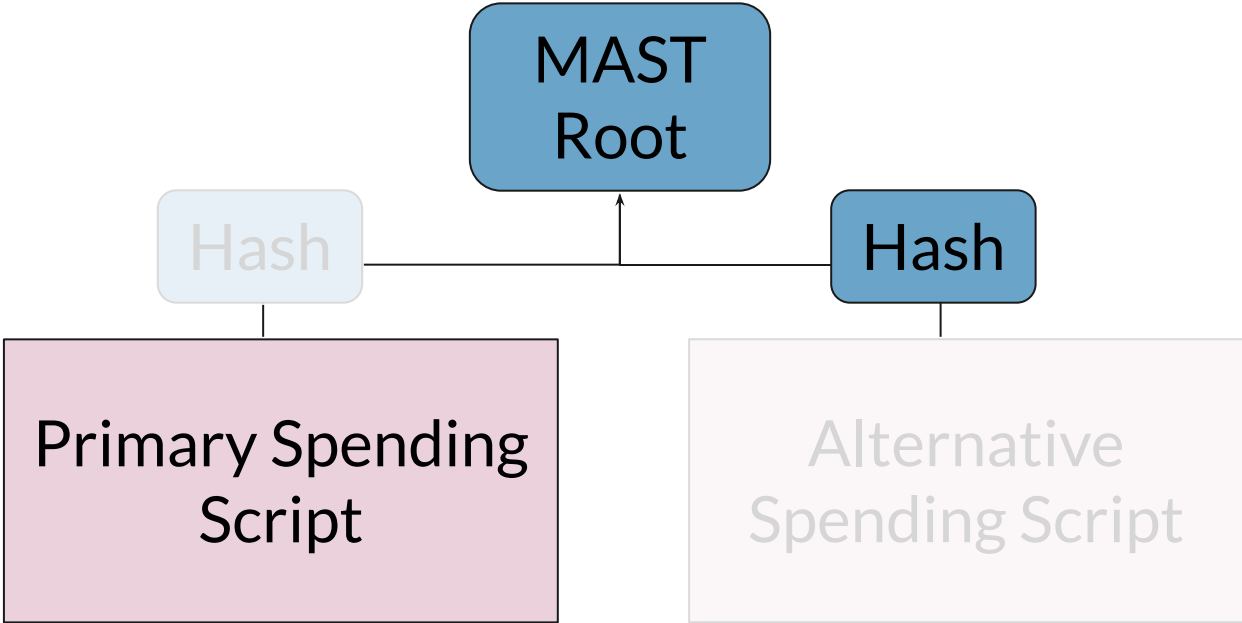 MAST
Root
Hash
Hash
Primary Spending
Script
Alternative
Spending Script